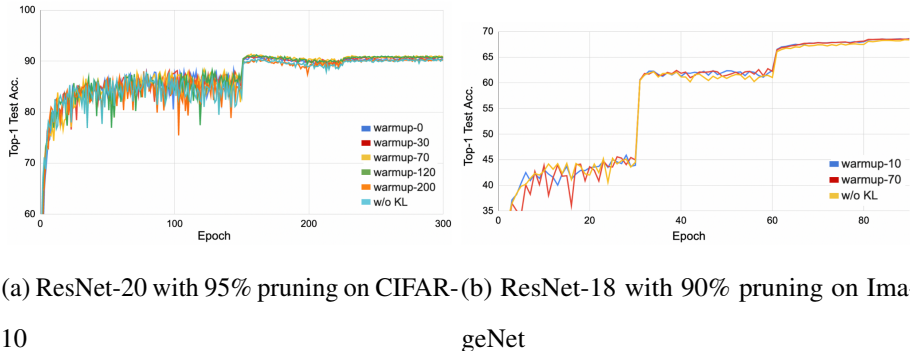 100
90
80
70
60
Top-1 Test Acc.
0
100
200
300
Epoch
warmup-0
warmup-30
warmup-70
warmup-120
warmup-200
w/o KL
70
65
60
55
50
45
40
35
Top-1 Test Acc.
0
20
40
60
80
Epoch
warmup-10
warmup-70
w/o KL
(a) ResNet-20 with 95% pruning on CIFAR-
10
(b) ResNet-18 with 90% pruning on Ima-
geNet